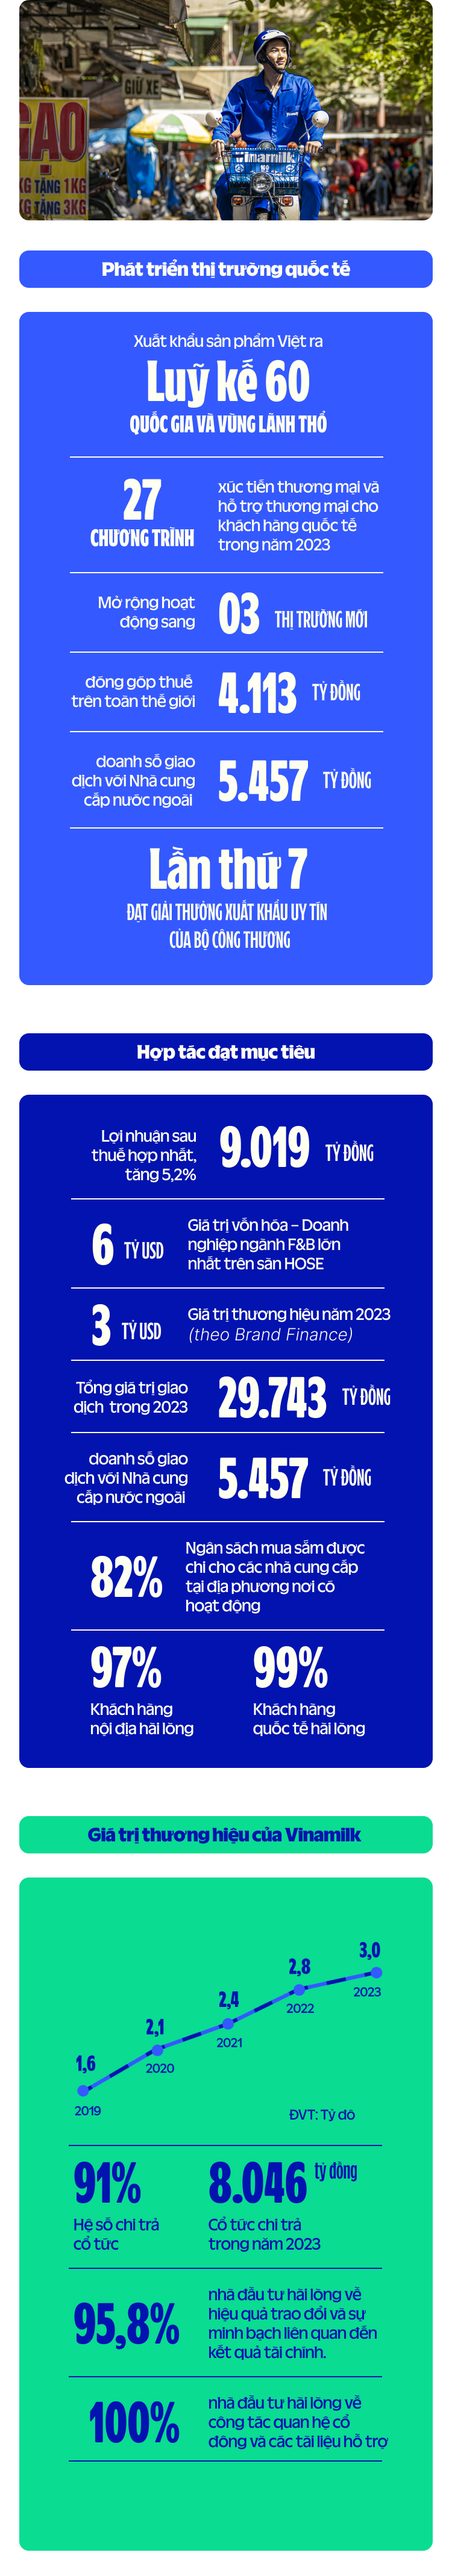 GIỮ XE
GẠO
KG TẶNG 1KG
KG TẶNG 3KG
Vinamilk
Phát triển thị trường quốc tế
Xuất khẩu sản phẩm Việt ra
Luỹ kế 60
QUỐC GIA VÀ VÙNG LÃNH THỔ
27
CHƯƠNG TRÌNH
xúc tiến thương mại và
hỗ trợ thương mại cho
khách hàng quốc tế
trong năm 2023
Mở rộng hoạt
động sang
03 THỊ TRƯỜNG MỚI
đóng góp thuế
trên toàn thế giới
4.113 TỶ ĐỒNG
doanh số giao
dịch với Nhà cung
cấp nước ngoài
5.457 TỶ ĐỒNG
Lần thứ 7
ĐẠT GIẢI THƯỞNG XUẤT KHẨU UY TÍN
CỦA BỘ CÔNG THƯƠNG
Hợp tác đạt mục tiêu
Lợi nhuận sau
thuế hợp nhất,
tăng 5,2%
9.019 TỶ ĐỒNG
6 TỶ USD
Giá trị vốn hóa – Doanh
nghiệp ngành F&B lớn
nhất trên sàn HOSE
3 TỶ USD
Giá trị thương hiệu năm 2023
(theo Brand Finance)
Tổng giá trị giao
dịch trong 2023
29.743 TỶ ĐỒNG
doanh số giao
dịch với Nhà cung
cấp nước ngoài
5.457 TỶ ĐỒNG
82%
Ngân sách mua sắm được
chi cho các nhà cung cấp
tại địa phương nơi có
hoạt động
97%
Khách hàng
nội địa hài lòng
99%
Khách hàng
quốc tế hài lòng
Giá trị thương hiệu của Vinamilk
1,6
2019
2,1
2020
2,4
2021
2,8
2022
3,0
2023
ĐVT: Tỷ đô
91%
Hệ số chi trả
cổ tức
8.046 tỷ đồng
Cổ tức chi trả
trong năm 2023
95,8%
nhà đầu tư hài lòng về
hiệu quả trao đổi và sự
minh bạch liên quan đến
kết quả tài chính.
100%
nhà đầu tư hài lòng về
công tác quan hệ cổ
đông và các tài liệu hỗ trợ